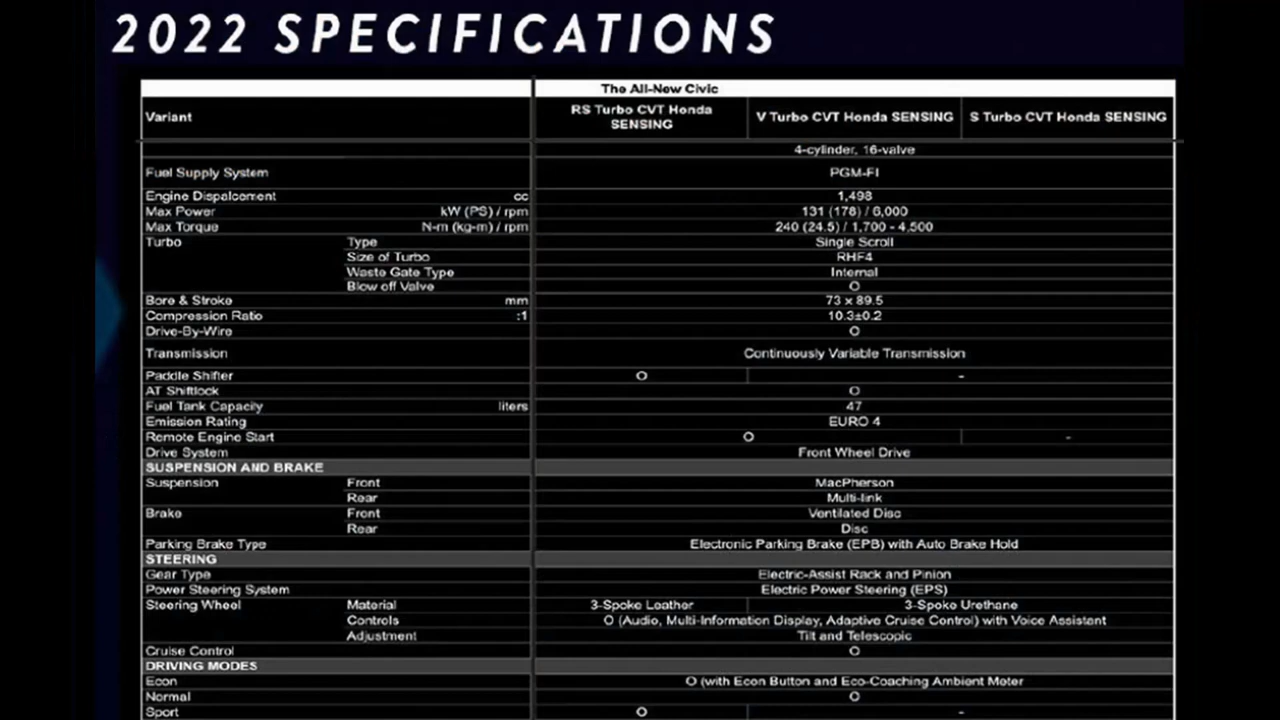 2022 SPECIFICATIONS
The All-New Civic
Variant RS Turbo CVT Honda SENSING V Turbo CVT Honda SENSING S Turbo CVT Honda SENSING
4-cylinder, 16-valve
Fuel Supply System PGM-FI
Engine Dispalcement cc 1,498
Max Power kW (PS) / rpm 131 (178) / 6,000
Max Torque N-m (kg-m) / rpm 240 (24.5) / 1,700 - 4,500
Turbo Type Single Scroll
Size of Turbo RHF4
Waste Gate Type Internal
Blow off Valve O
Bore & Stroke mm 73 x 89.5
Compression Ratio :1 10.3±0.2
Drive-By-Wire O
Transmission Continuously Variable Transmission
Paddle Shifter O -
AT Shiftlock O
Fuel Tank Capacity liters 47
Emission Rating EURO 4
Remote Engine Start O -
Drive System Front Wheel Drive
SUSPENSION AND BRAKE
Suspension Front MacPherson
Rear Multi-link
Brake Front Ventilated Disc
Rear Disc
Parking Brake Type Electronic Parking Brake (EPB) with Auto Brake Hold
STEERING
Gear Type Electric-Assist Rack and Pinion
Power Steering System Electric Power Steering (EPS)
Steering Wheel Material 3-Spoke Leather 3-Spoke Urethane
Controls O (Audio, Multi-Information Display, Adaptive Cruise Control) with Voice Assistant
Adjustment Tilt and Telescopic
Cruise Control O
DRIVING MODES
Econ O (with Econ Button and Eco-Coaching Ambient Meter
Normal O
Sport O -